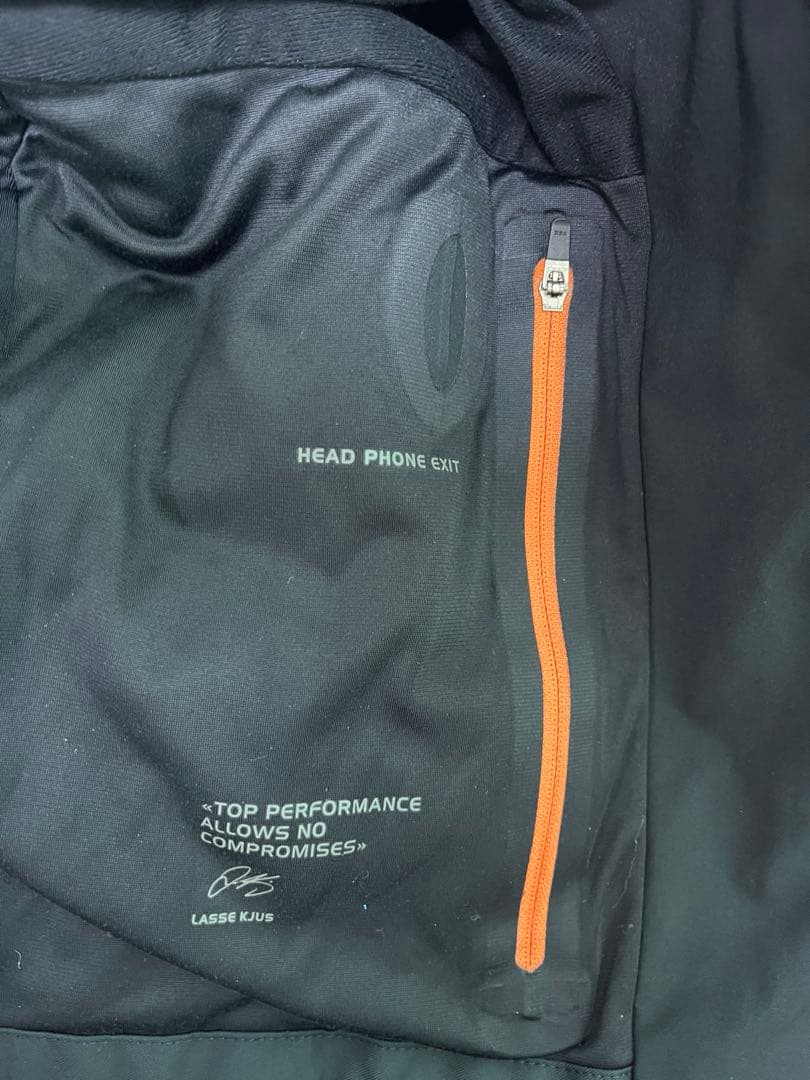 HEAD PHONE EXIT
«TOP PERFORMANCE
ALLOWS NO
COMPROMISES»
LASSE KJUS